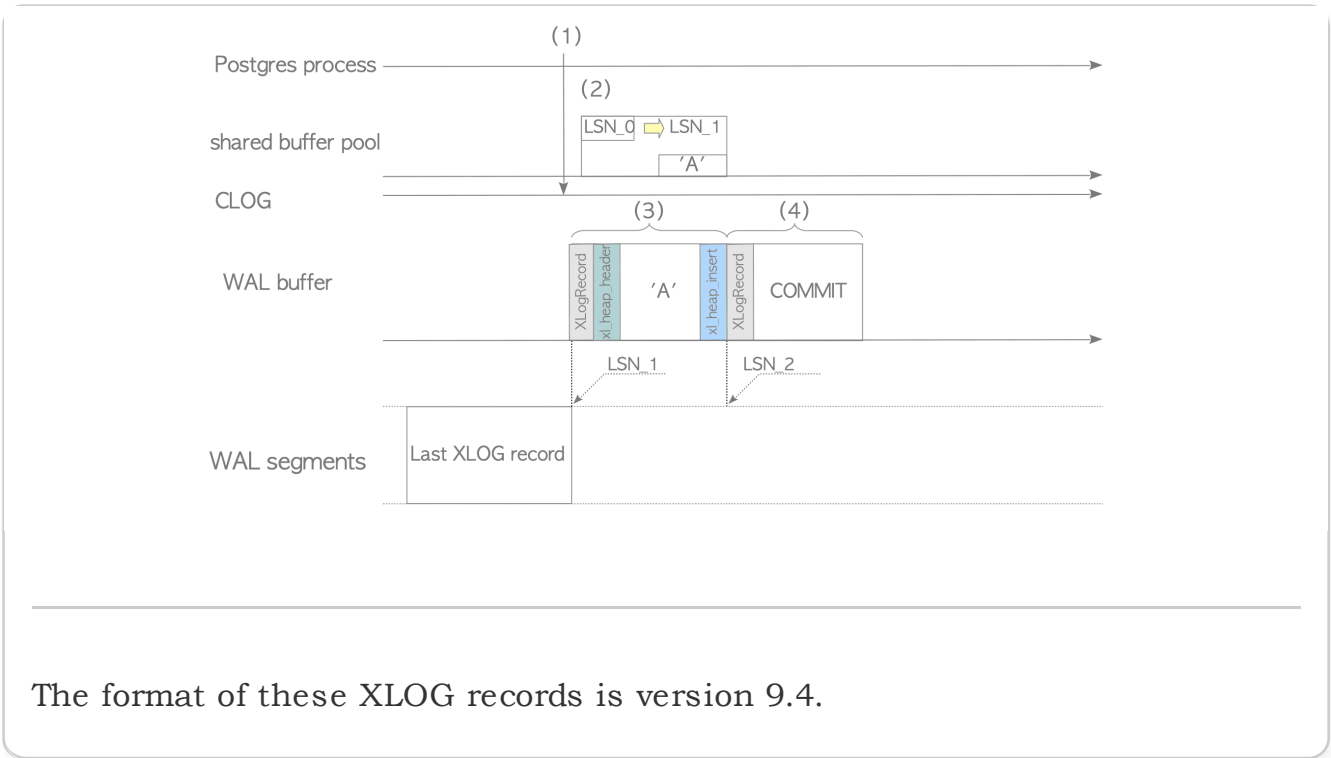 (1)
Postgres process
(2)
LSN_0 LSN_1
shared buffer pool
'A'
CLOG
(3) (4)
WAL buffer
XLogRecord
xl_heap_header
'A'
xl_heap_insert
XLogRecord
COMMIT
LSN_1
LSN_2
WAL segments
Last XLOG record
The format of these XLOG records is version 9.4.